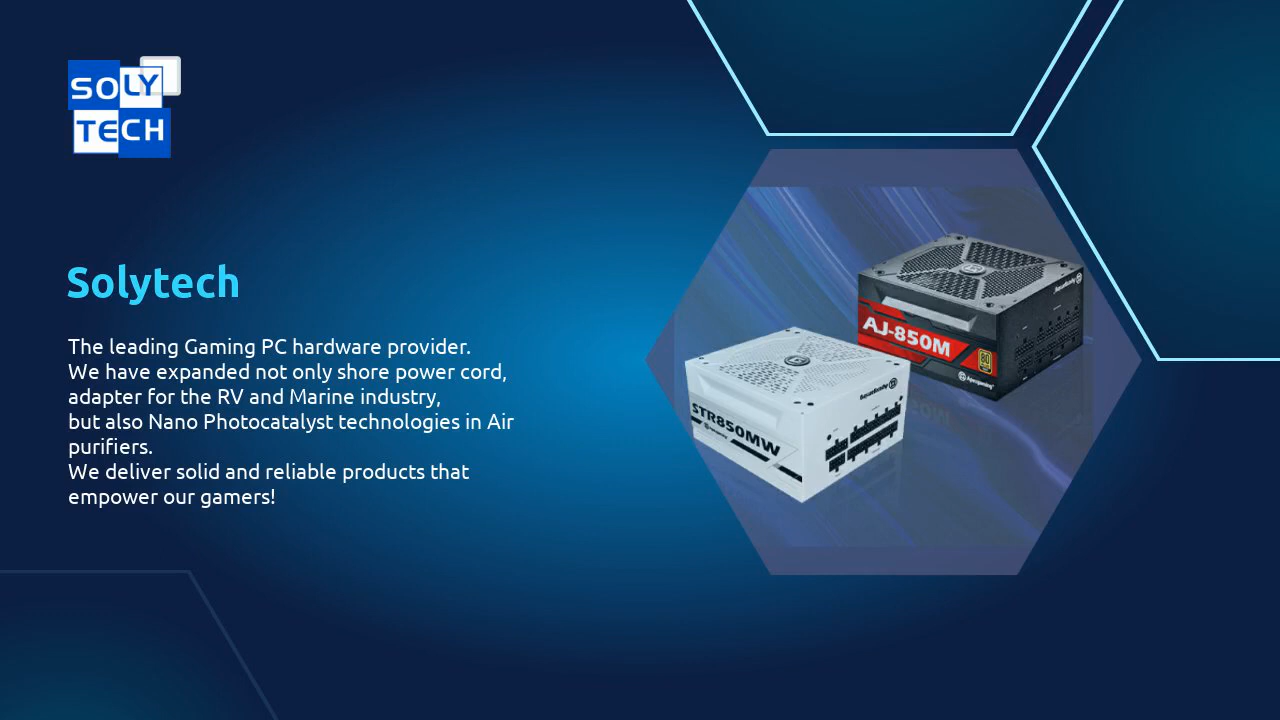 SOLY
TECH
Solytech
The leading Gaming PC hardware provider.
We have expanded not only shore power cord,
adapter for the RV and Marine industry,
but also Nano Photocatalyst technologies in Air
purifiers.
We deliver solid and reliable products that
empower our gamers!
AJ-850M
80
Apexgaming
STR850MW